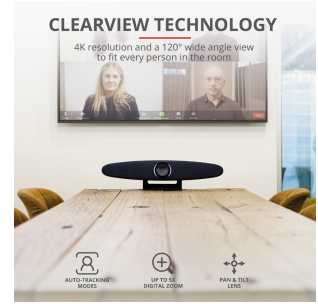 CLEARVIEW TECHNOLOGY
4K resolution and a 120° wide angle view
to fit every person in the room
AUTO-TRACKING
MODES
UP TO 5X
DIGITAL ZOOM
PAN & TILT
LENS